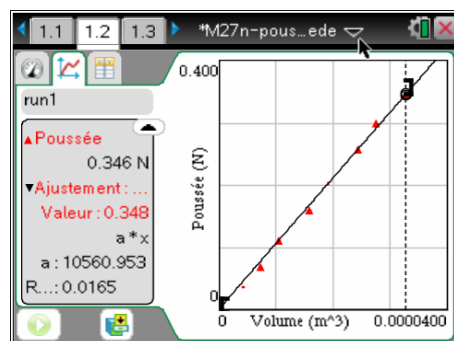 1.1 1.2 1.3 *M27n-pous...ede
run1
Poussée
0.346 N
Ajustement : ...
Valeur : 0.348
a*x
a : 10560.953
R...: 0.0165
0.400
Poussée (N)
0
0 Volume (m^3) 0.0000400